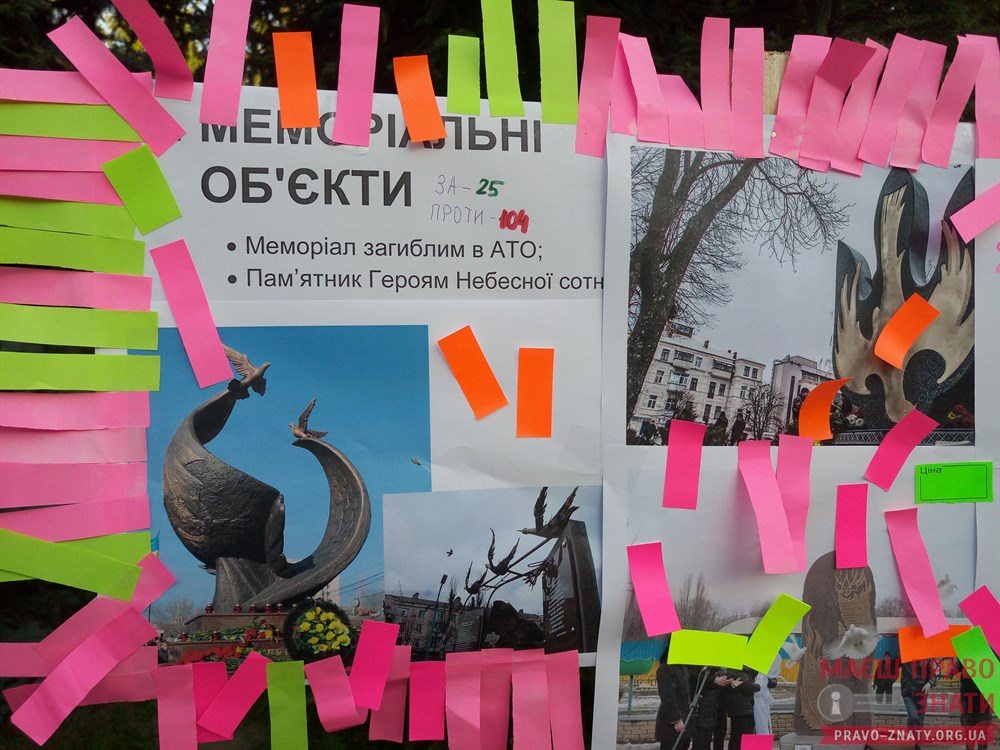 МЕМОРІАЛЬНІ
ОБ'ЄКТИ
ЗА - 25
ПРОТИ - 104
• Меморіал загиблим в АТО;
• Пам’ятник Героям Небесної сотн
Ціна
МАЄШ ПРАВО
ЗНАТИ
PRAVO-ZNATY.ORG.UA